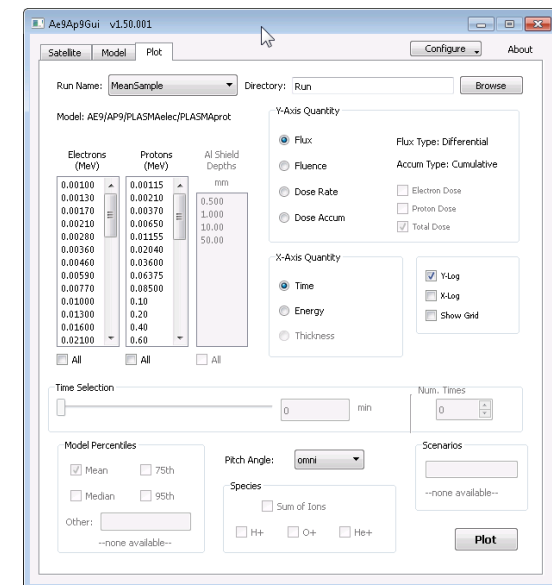 Ae9Ap9Gui v1.50.001
Satellite Model Plot Configure About
Run Name: MeanSample Directory: Run Browse
Model: AE9/AP9/PLASMAelec/PLASMAprot
Electrons (MeV)
0.00100
0.00130
0.00170
0.00210
0.00280
0.00360
0.00460
0.00590
0.00770
0.01000
0.01300
0.01600
0.02100
All
Protons (MeV)
0.00115
0.00210
0.00370
0.00650
0.01155
0.02040
0.03600
0.06375
0.08500
0.10
0.20
0.40
0.60
All
Al Shield
Depths
mm
0.500
1.000
10.00
50.00
All
Y-Axis Quantity
Flux
Fluence
Dose Rate
Dose Accum
Flux Type: Differential
Accum Type: Cumulative
Electron Dose
Proton Dose
Total Dose
X-Axis Quantity
Time
Energy
Thickness
Y-Log
X-Log
Show Grid
Time Selection
0 min
Num. Times
0
Model Percentiles
Mean 75th
Median 95th
Other:
--none available--
Pitch Angle: omni
Species
Sum of Ions
H+ O+ He+
Scenarios
--none available--
Plot